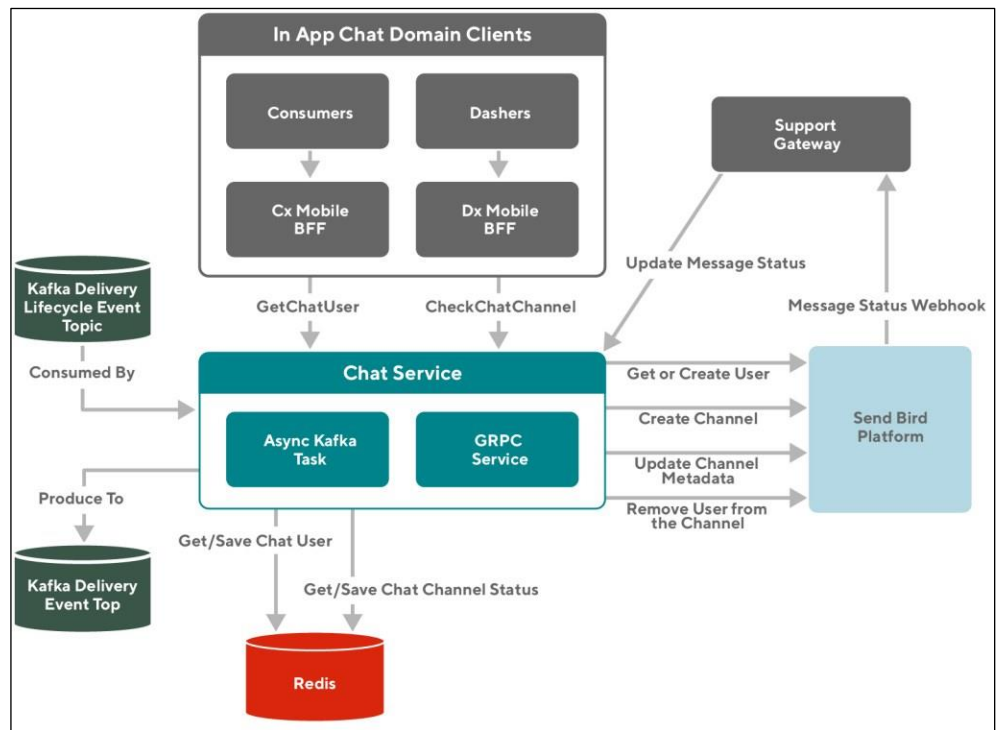 In App Chat Domain Clients
Consumers
Dashers
Cx Mobile
BFF
Dx Mobile
BFF
Support
Gateway
Kafka Delivery
Lifecycle Event
Topic
GetChatUser
CheckChatChannel
Update Message Status
Message Status Webhook
Consumed By
Chat Service
Async Kafka
Task
GRPC
Service
Get or Create User
Create Channel
Update Channel
Metadata
Remove User from
the Channel
Send Bird
Platform
Produce To
Kafka Delivery
Event Top
Get/Save Chat User
Get/Save Chat Channel Status
Redis